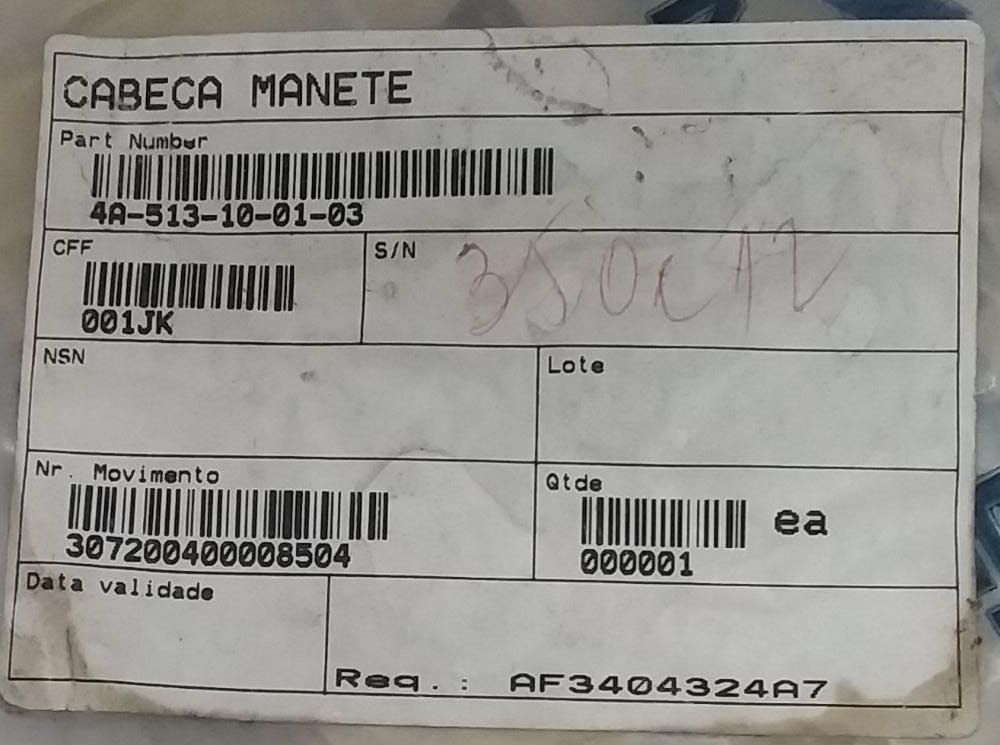 CABECA MANETE
Part Number
4A-513-10-01-03
CFF
001JK
S/N
NSN
Lote
Nr. Movimento
307200400008504
Qtde
000001 ea
Data validade
Req.: AF3404324A7